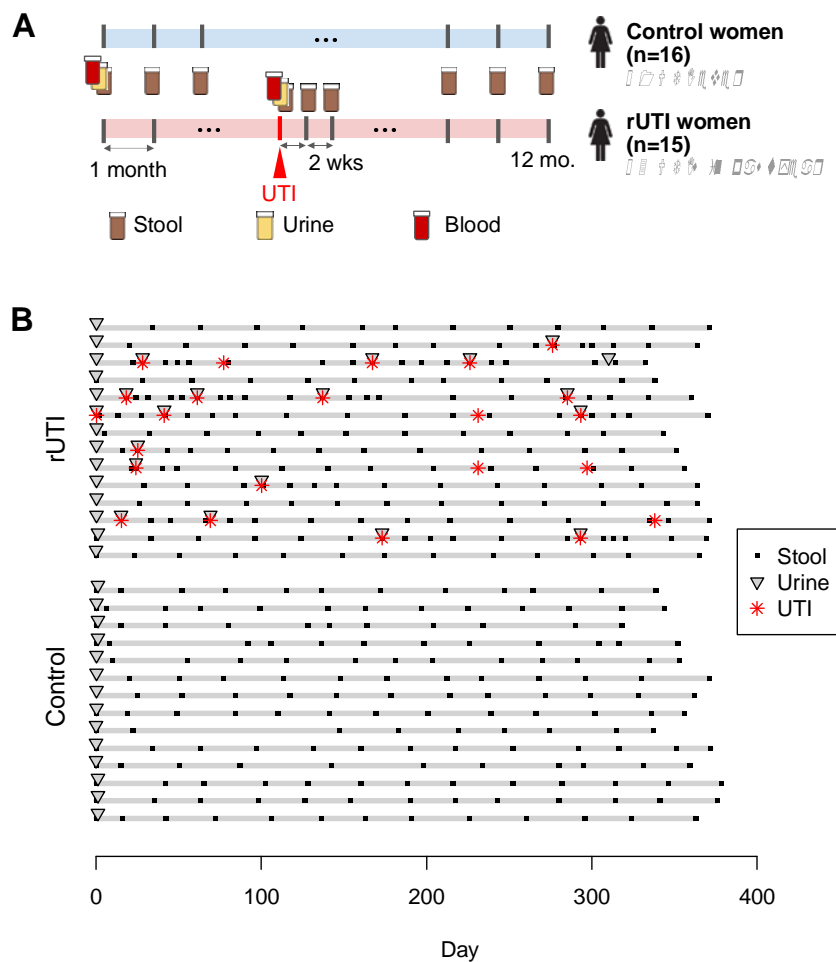 A
Control women
(n=16)
rUTI women
(n=15)
1 month
2 wks
12 mo.
UTI
Stool
Urine
Blood
B
rUTI
Control
Stool
Urine
UTI
0
100
200
300
400
Day